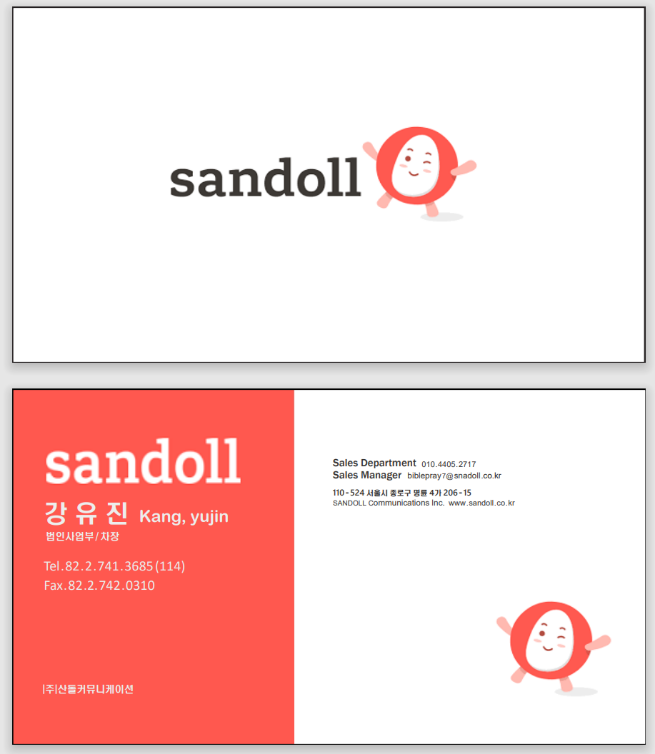 sandoll
sandoll
강 유 진 Kang, yujin
법인사업부/차장
Tel.82.2.741.3685(114)
Fax.82.2.742.0310
(주)산돌커뮤니케이션
Sales Department 010.4405.2717
Sales Manager biblepray7@snadoll.co.kr
110-524 서울시 종로구 명륜 4가 206-15
SANDOLL Communications Inc. www.sandoll.co.kr